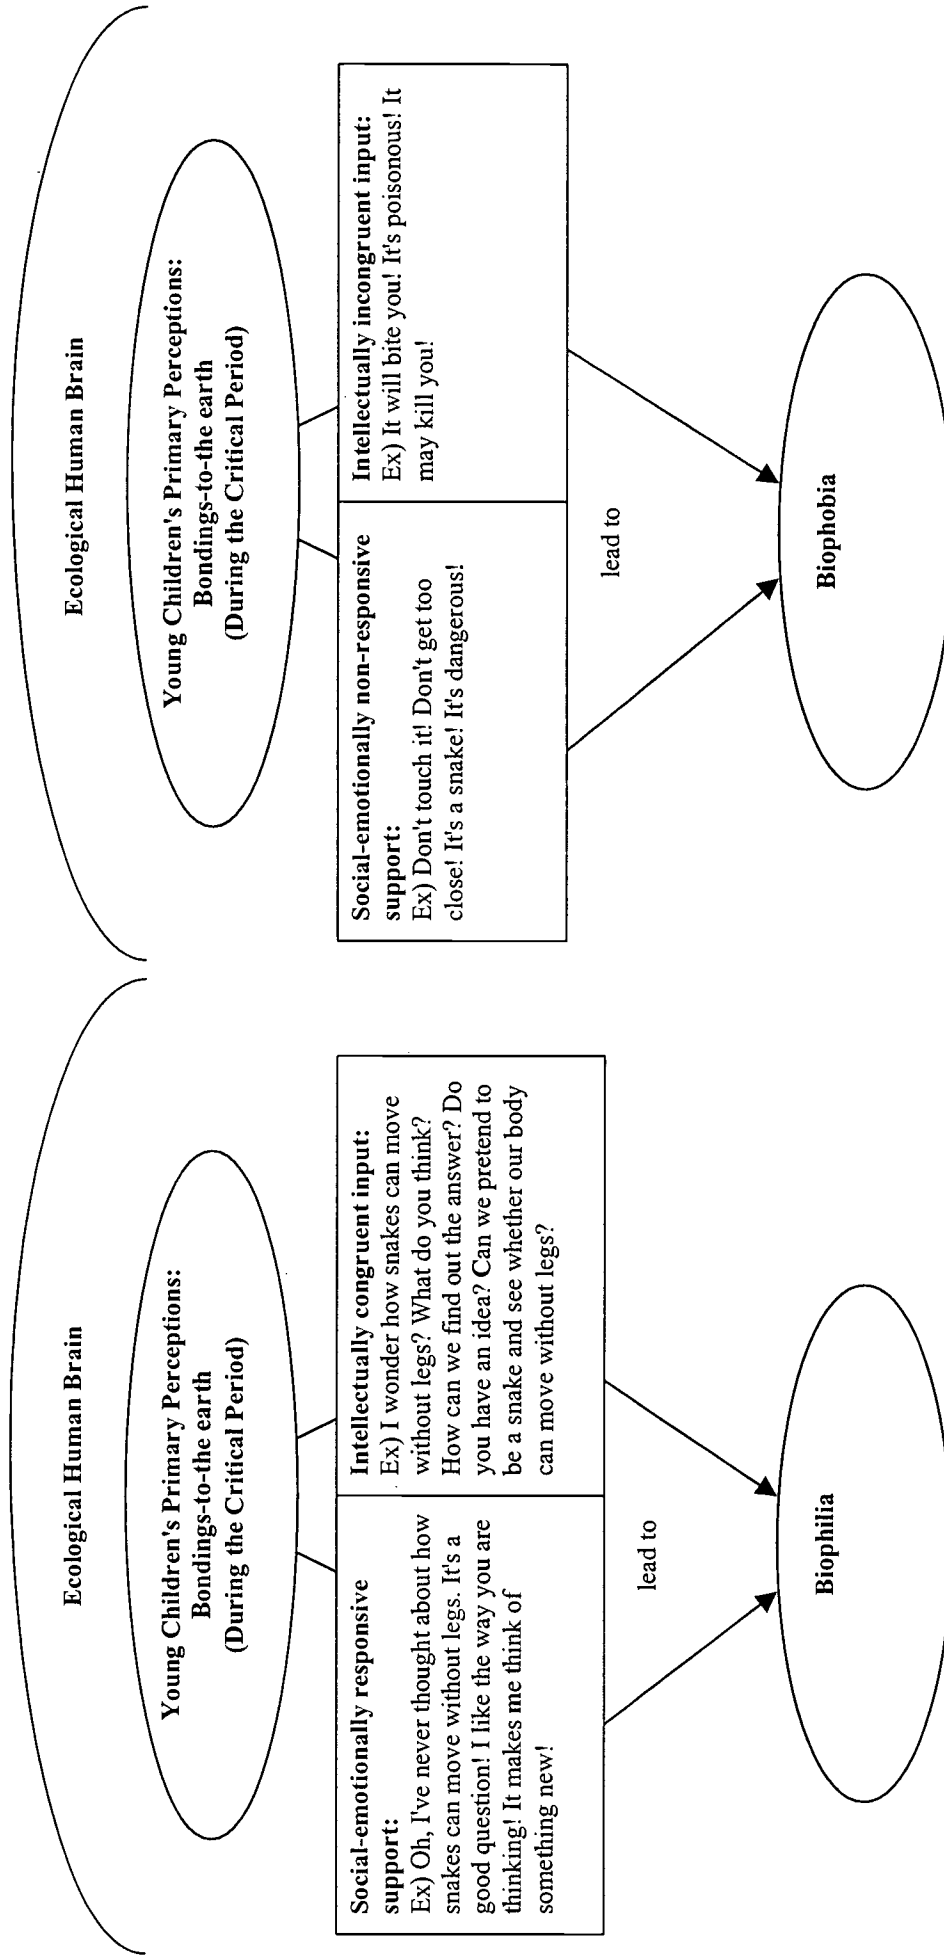 Ecological Human Brain
Young Children's Primary Perceptions:
Bondings-to-the earth
(During the Critical Period)
Social-emotionally responsive
support:
Ex) Oh, I've never thought about how
snakes can move without legs. It's a
good question! I like the way you are
thinking! It makes me think of
something new!
Intellectually congruent input:
Ex) I wonder how snakes can move
without legs? What do you think?
How can we find out the answer? Do
you have an idea? Can we pretend to
be a snake and see whether our body
can move without legs?
lead to
Biophilia
Ecological Human Brain
Young Children's Primary Perceptions:
Bondings-to-the earth
(During the Critical Period)
Social-emotionally non-responsive
support:
Ex) Don't touch it! Don't get too
close! It's a snake! It's dangerous!
Intellectually incongruent input:
Ex) It will bite you! It's poisonous! It
may kill you!
lead to
Biophobia